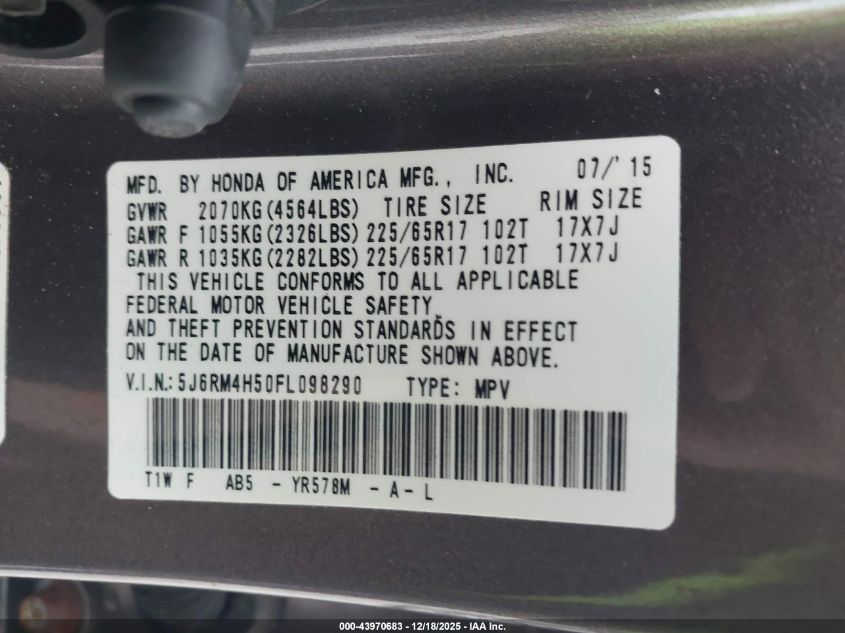 MFD. BY HONDA OF AMERICA MFG., INC. 07/'15
GVWR 2070KG(4564LBS) TIRE SIZE RIM SIZE
GAWR F 1055KG(2326LBS) 225/65R17 102T 17X7J
GAWR R 1035KG(2282LBS) 225/65R17 102T 17X7J
THIS VEHICLE CONFORMS TO ALL APPLICABLE
FEDERAL MOTOR VEHICLE SAFETY
AND THEFT PREVENTION STANDARDS IN EFFECT
ON THE DATE OF MANUFACTURE SHOWN ABOVE.
V.I.N.: 5J6RM4H50FL098290 TYPE: MPV
T1W F AB5 - YR578M - A - L
000-43970683 - 12/18/2025 - IAA Inc.